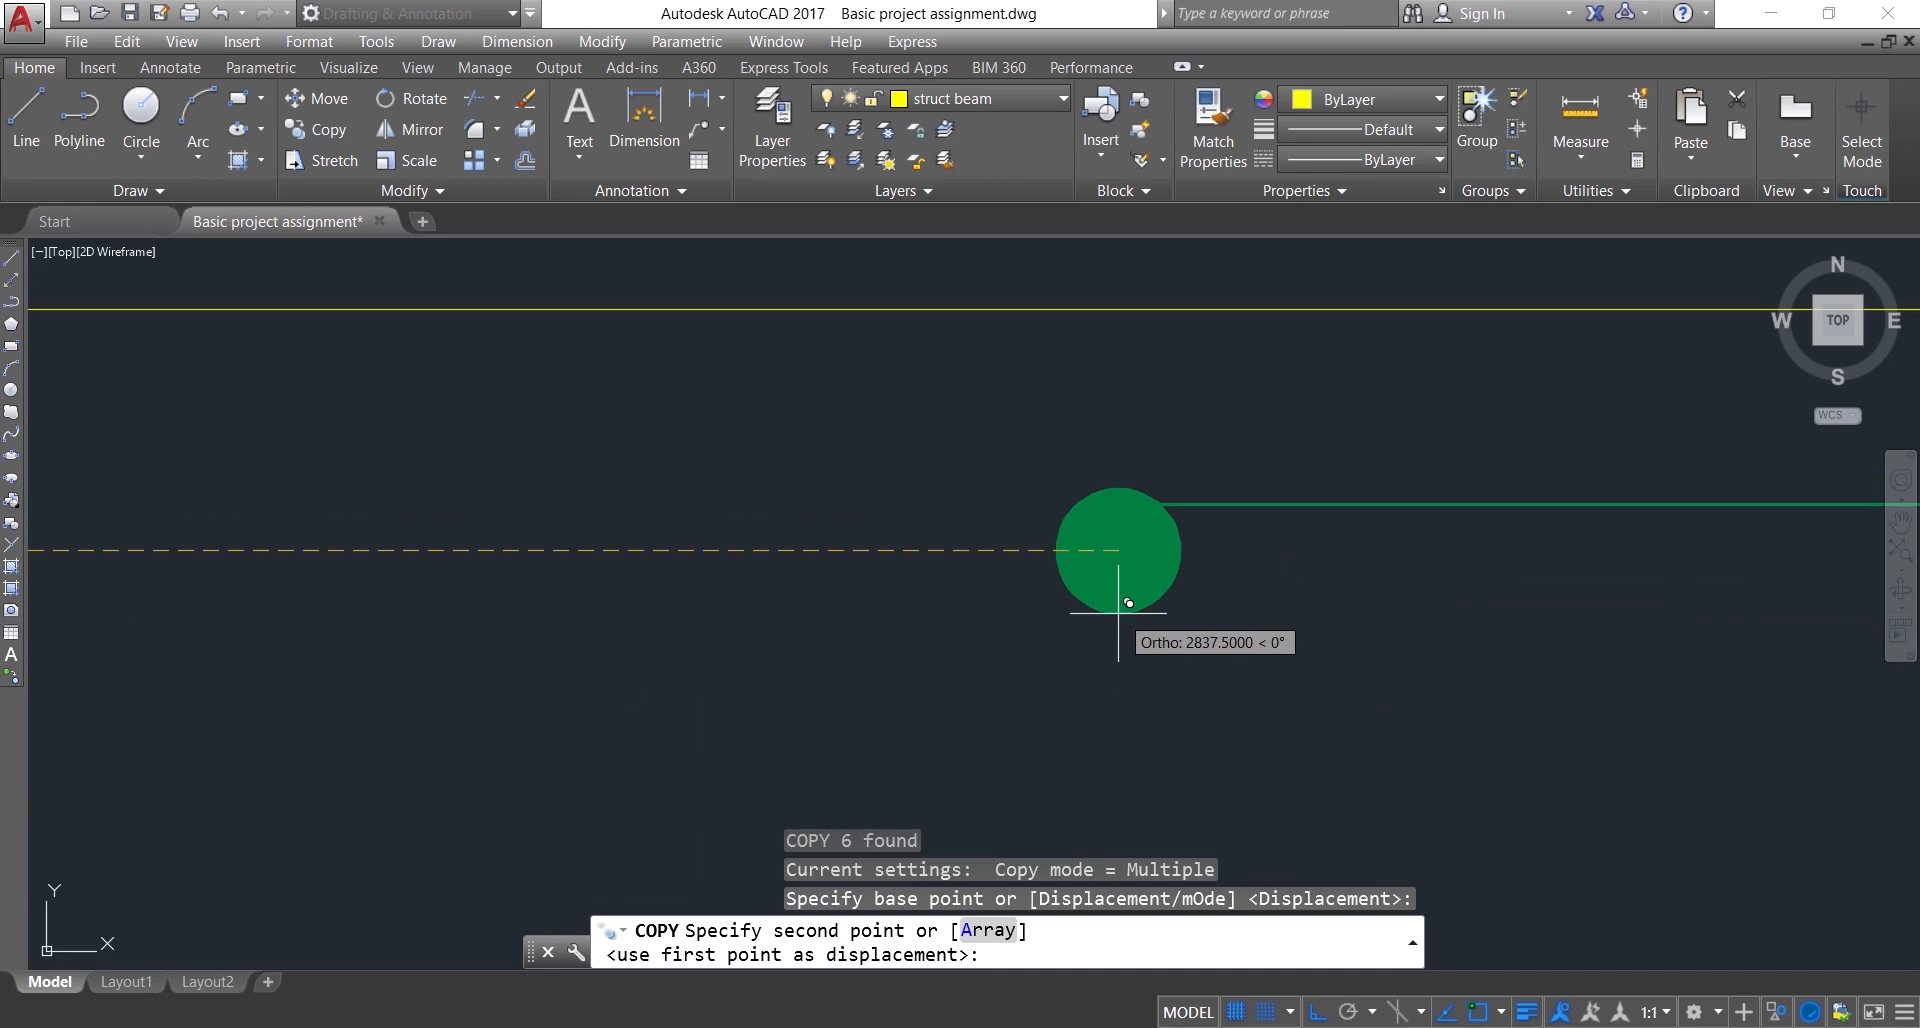 A Drafting & Annotation Autodesk AutoCAD 2017 Basic project assignment.dwg Type a keyword or phrase Sign In ?
File Edit View Insert Format Tools Draw Dimension Modify Parametric Window Help Express
Home Insert Annotate Parametric Visualize View Manage Output Add-ins A360 Express Tools Featured Apps BIM 360 Performance
Line Polyline Circle Arc
Move Rotate
Copy Mirror
Stretch Scale
A
Text Dimension
Layer
Properties
struct beam
Insert
Match
Properties
ByLayer
Default
ByLayer
Group
Measure
Paste
Base
Select
Mode
Draw Modify Annotation Layers Block Properties Groups Utilities Clipboard View Touch
Start Basic project assignment* +
[−][Top][2D Wireframe]
N
W TOP E
S
WCS
A
Ortho: 2837.5000 < 0°
COPY 6 found
Current settings: Copy mode = Multiple
Specify base point or [Displacement/mOde] <Displacement>:
COPY Specify second point or [Array]
<use first point as displacement>:
Y
X
Model Layout1 Layout2 +
MODEL 1:1